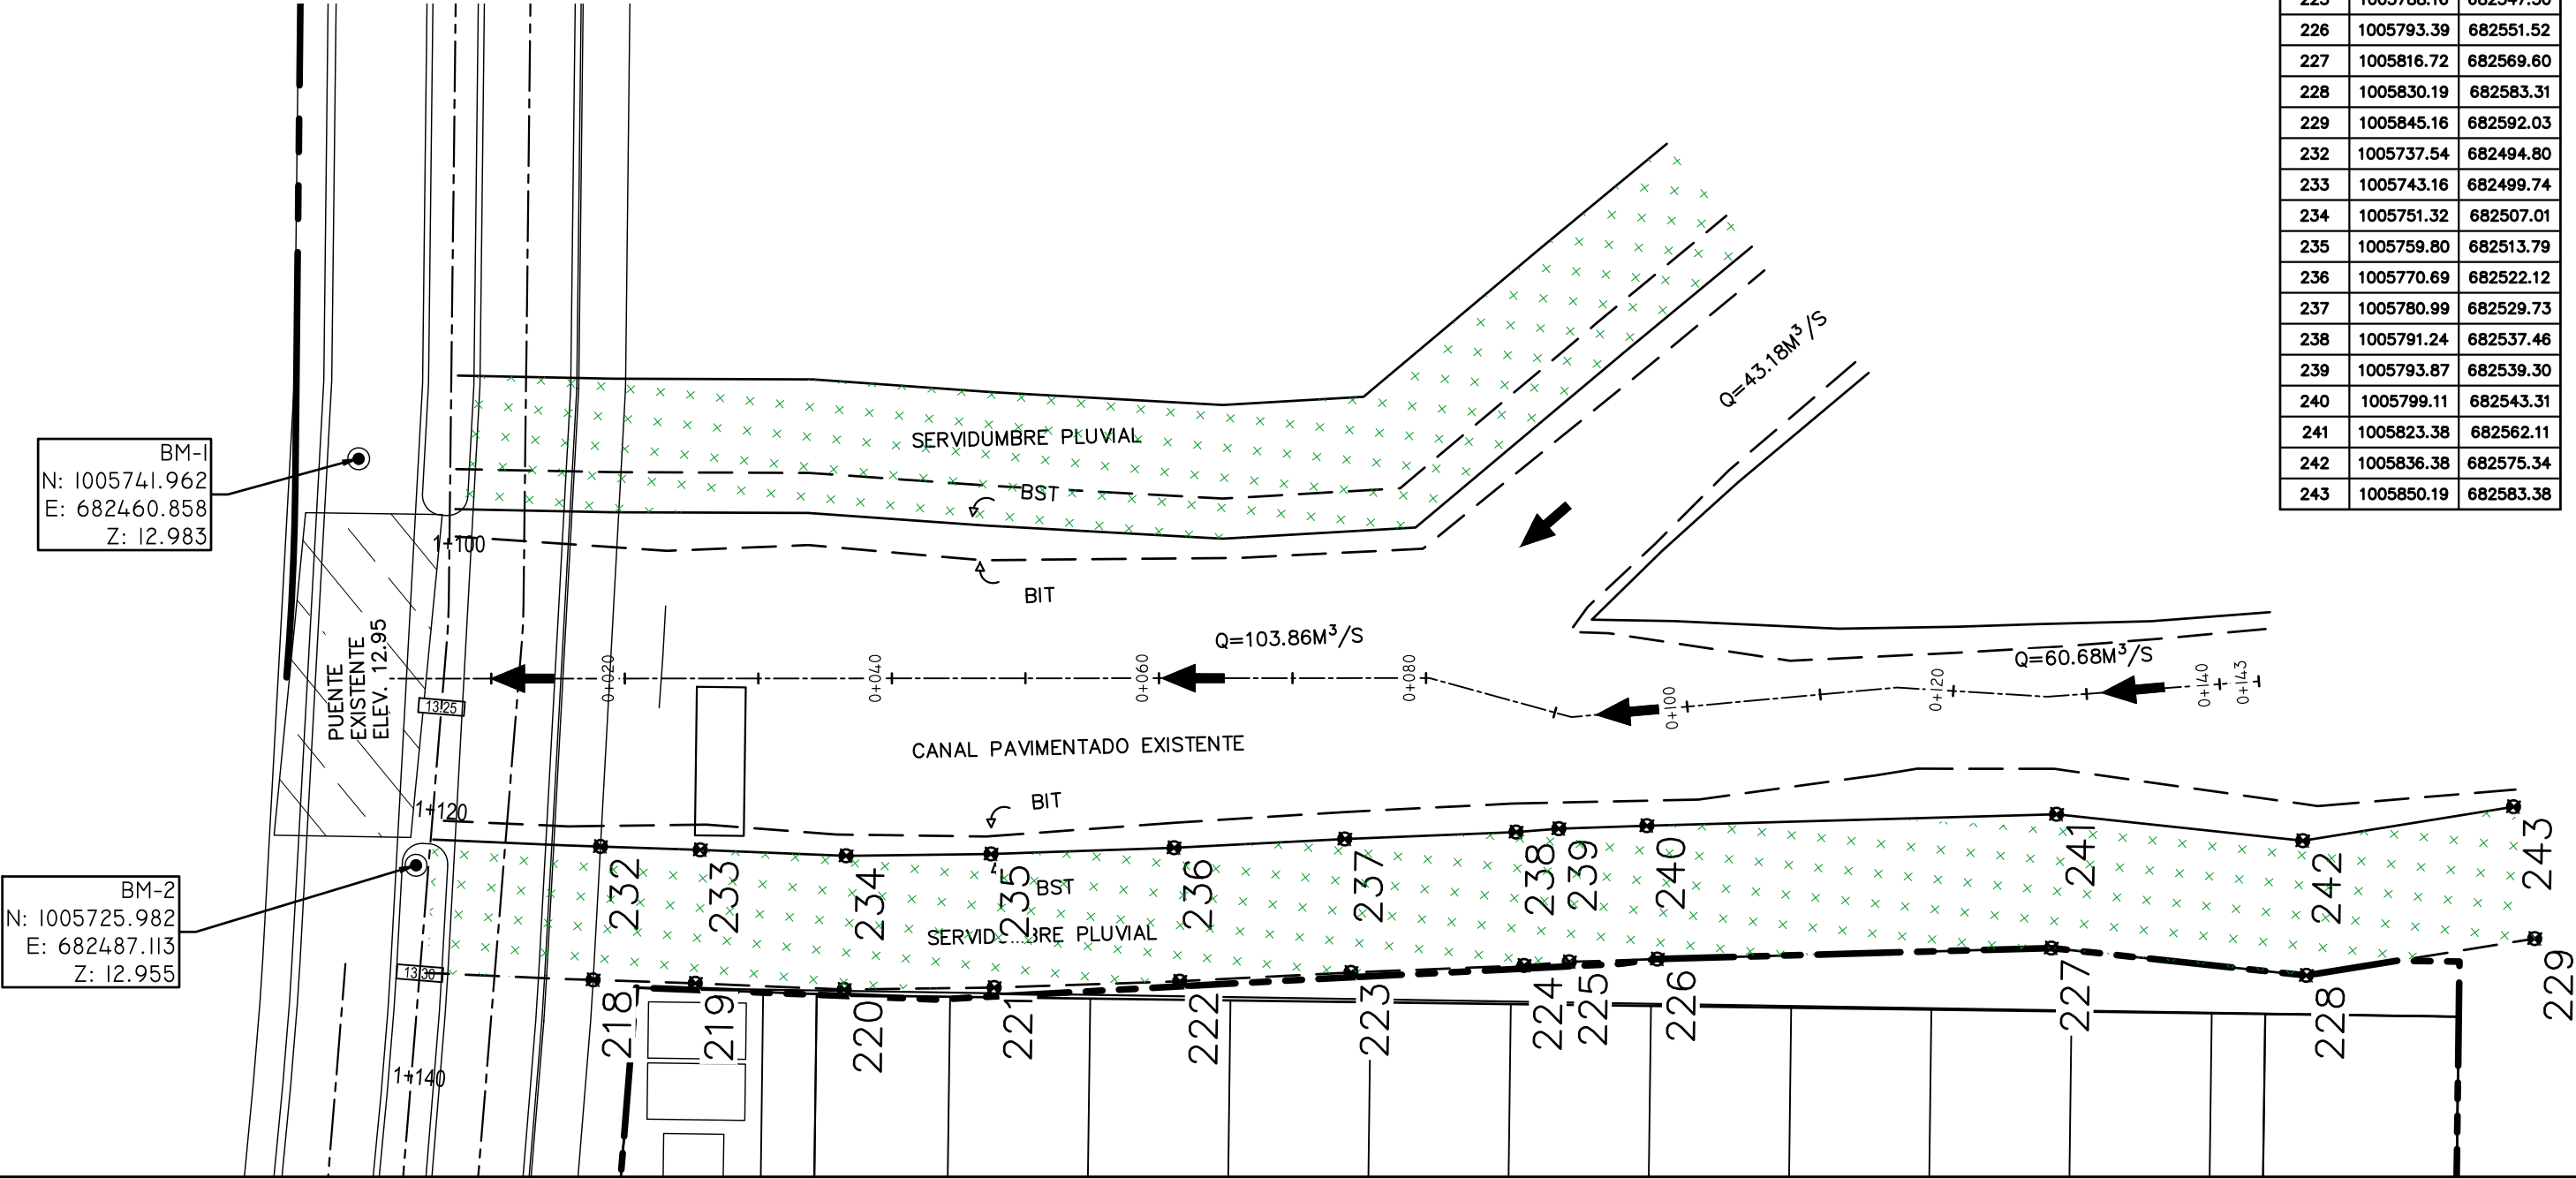 226 1005793.39 682551.52
227 1005816.72 682569.60
228 1005830.19 682583.31
229 1005845.16 682592.03
232 1005737.54 682494.80
233 1005743.16 682499.74
234 1005751.32 682507.01
235 1005759.80 682513.79
236 1005770.69 682522.12
237 1005780.99 682529.73
238 1005791.24 682537.46
239 1005793.87 682539.30
240 1005799.11 682543.31
241 1005823.38 682562.11
242 1005836.38 682575.34
243 1005850.19 682583.38
BM-1
N: 1005741.962
E: 682460.858
Z: 12.983
Q=43.18M³/S
SERVIDUMBRE PLUVIAL
BST
1+100
BIT
PUENTE
EXISTENTE
ELEV. 12.95
Q=103.86M³/S
Q=60.68M³/S
0+020
0+040
0+060
0+080
0+100
0+120
0+140
0+143
13.25
CANAL PAVIMENTADO EXISTENTE
1+120
BIT
232
233
234
235
236
237
238
239
240
241
242
243
BST
PLUVIAL
BM-2
N: 1005725.982
E: 682487.113
Z: 12.955
13.30
218
219
220
221
222
223
224
225
226
227
228
229
1+140